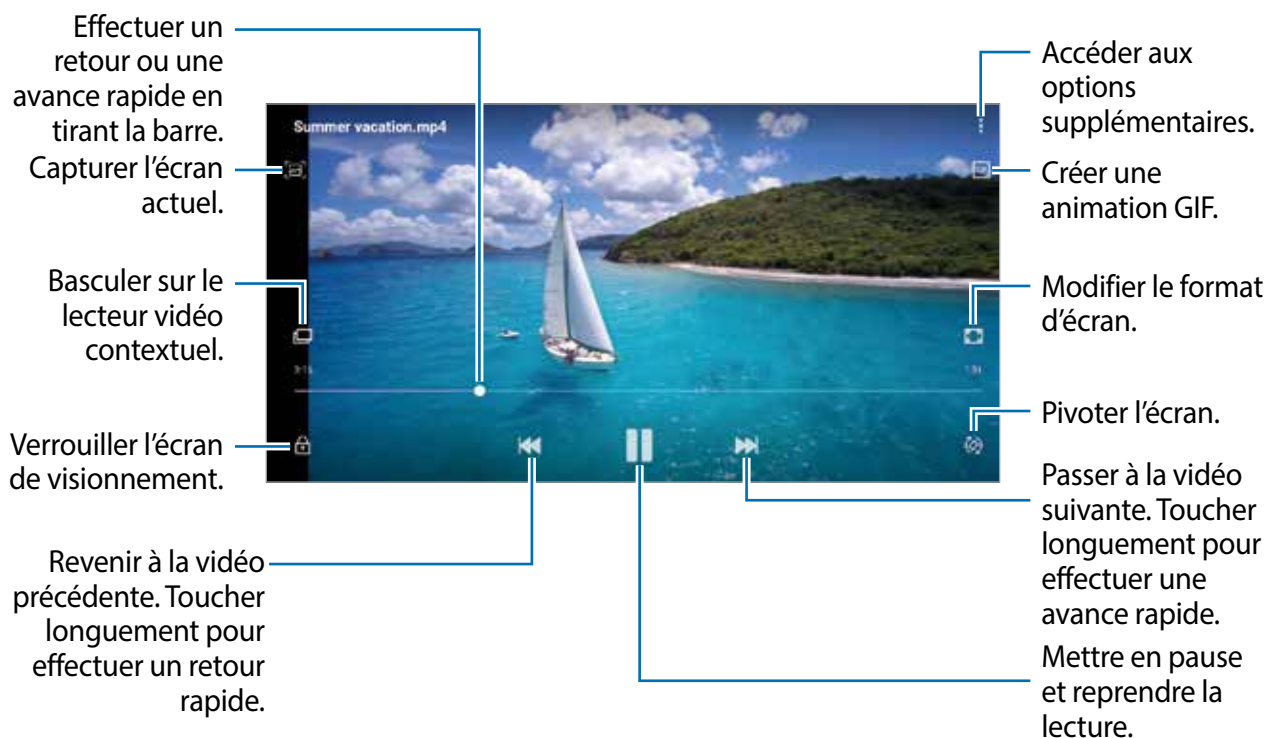 Effectuer un
retour ou une
avance rapide en
tirant la barre.
Capturer l’écran
actuel.
Basculer sur le
lecteur vidéo
contextuel.
Verrouiller l’écran
de visionnement.
Revenir à la vidéo
précédente. Toucher
longuement pour
effectuer un retour
rapide.
Summer vacation.mp4
Accéder aux
options
supplémentaires.
Créer une
animation GIF.
Modifier le format
d’écran.
Pivoter l’écran.
Passer à la vidéo
suivante. Toucher
longuement pour
effectuer une
avance rapide.
Mettre en pause
et reprendre la
lecture.